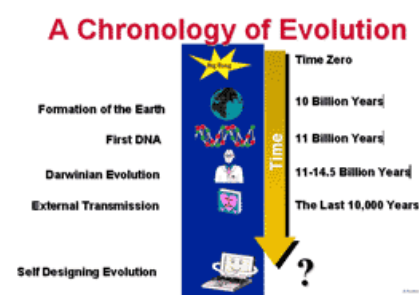 A Chronology of Evolution
Big Bang
Time Zero
Formation of the Earth
10 Billion Years
First DNA
11 Billion Years
Time
Darwinian Evolution
11-14.5 Billion Years
External Transmission
The Last 10,000 Years
Self Designing Evolution
?